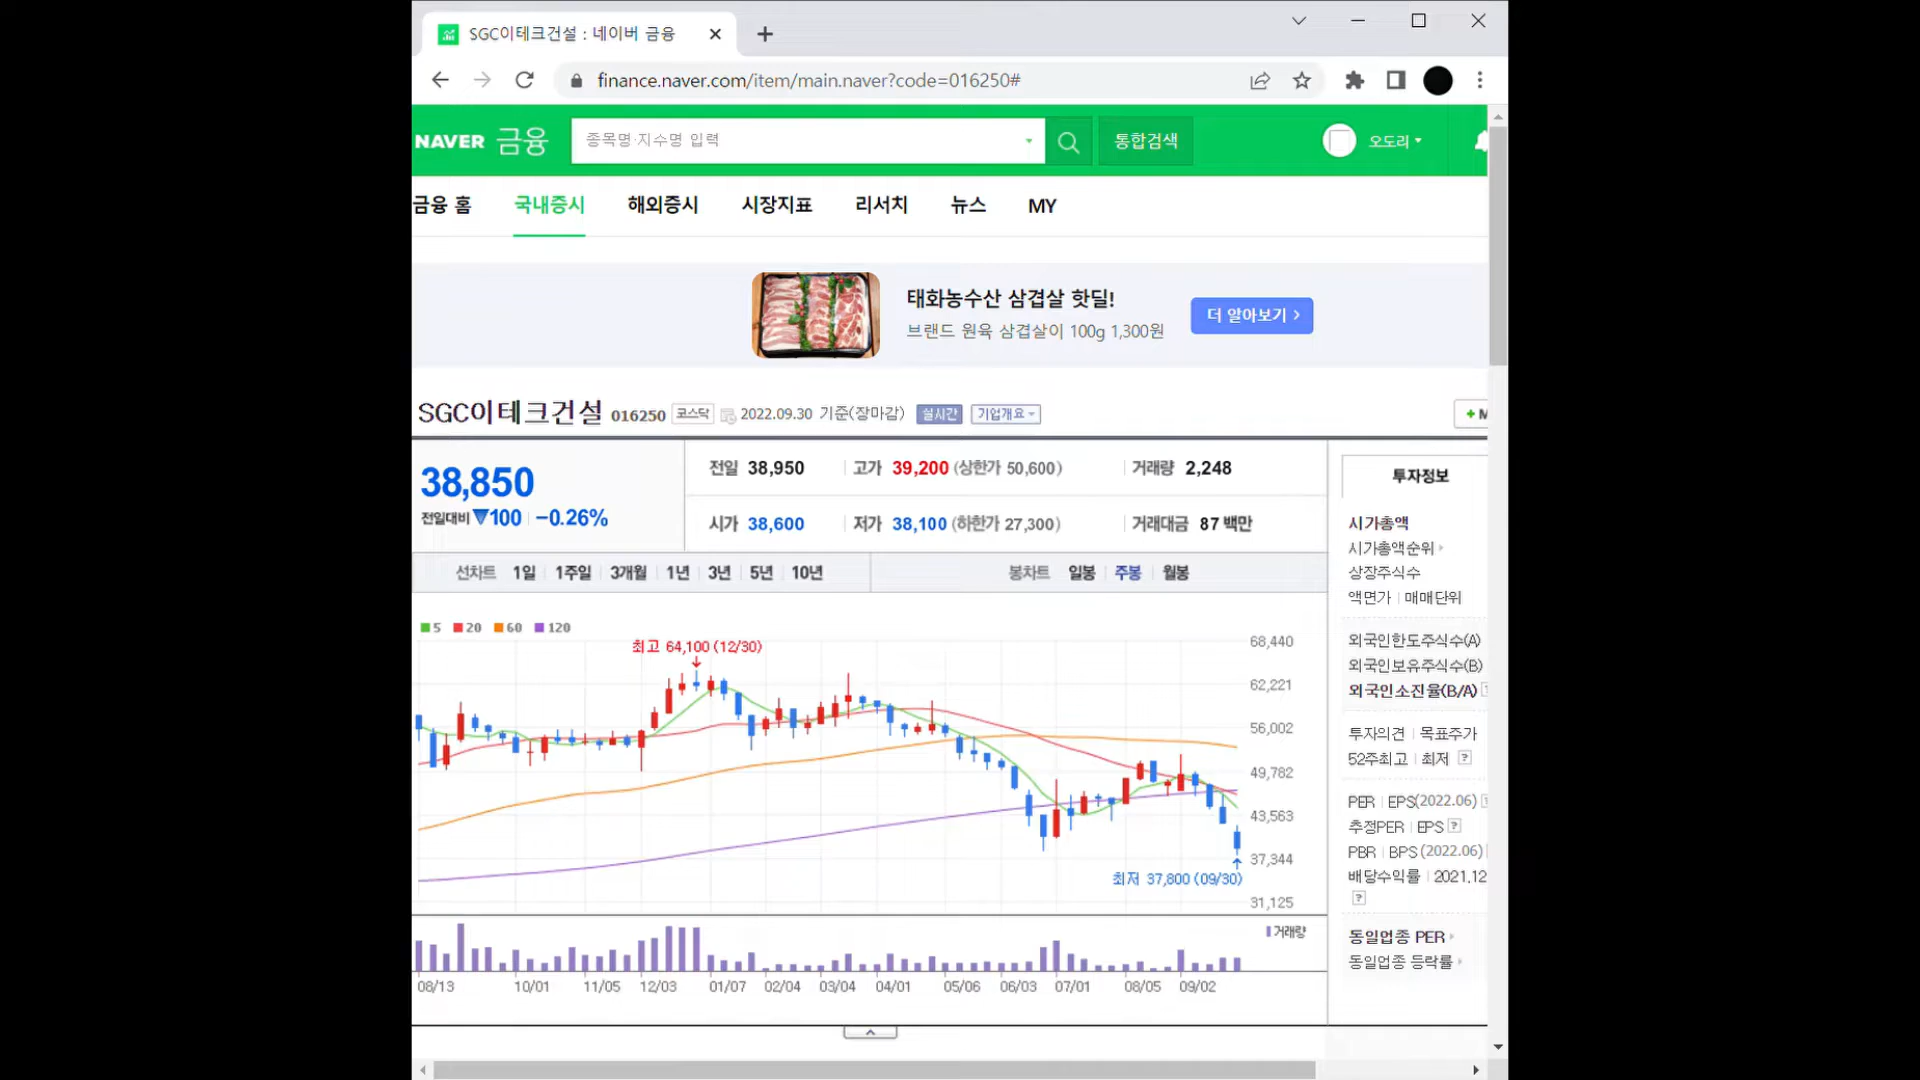 SGC이테크건설 : 네이버 금융
finance.naver.com/item/main.naver?code=016250#
NAVER 금융 종목명·지수명 입력 통합검색 오도리
금융 홈 국내증시 해외증시 시장지표 리서치 뉴스 MY
태화농수산 삼겹살 핫딜!
브랜드 원육 삼겹살이 100g 1,300원
더 알아보기 >
SGC이테크건설 016250 코스닥 2022.09.30 기준(장마감) 실시간 기업개요 + M
38,850
전일대비 ▼100 -0.26%
전일 38,950 고가 39,200 (상한가 50,600) 거래량 2,248
시가 38,600 저가 38,100 (하한가 27,300) 거래대금 87 백만
선차트 1일 1주일 3개월 1년 3년 5년 10년 봉차트 일봉 주봉 월봉
5 20 60 120
최고 64,100 (12/30)
68,440
62,221
56,002
49,782
43,563
37,344
31,125
최저 37,800 (09/30)
거래량
08/13 10/01 11/05 12/03 01/07 02/04 03/04 04/01 05/06 06/03 07/01 08/05 09/02
투자정보
시가총액
시가총액순위
상장주식수
액면가 | 매매단위
외국인한도주식수(A)
외국인보유주식수(B)
외국인소진율(B/A)
투자의견 | 목표주가
52주최고 | 최저 ?
PER | EPS(2022.06)
추정PER | EPS ?
PBR | BPS (2022.06)
배당수익률 | 2021.12
?
동일업종 PER
동일업종 등락률